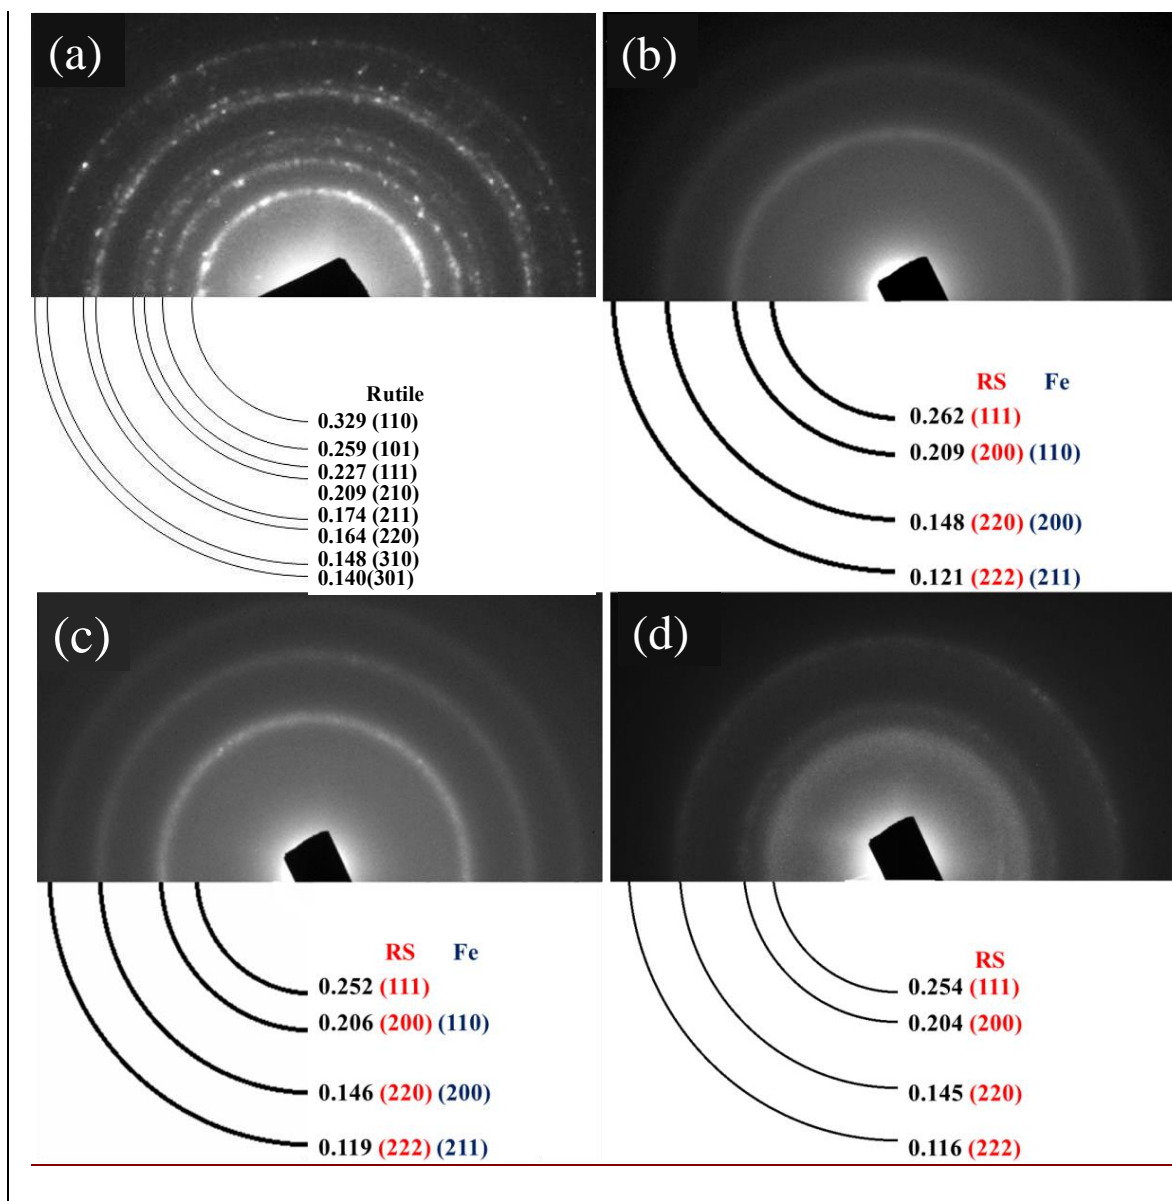 (a)
Rutile
0.329 (110)
0.259 (101)
0.227 (111)
0.209 (210)
0.174 (211)
0.164 (220)
0.148 (310)
0.140(301)
(b)
RS Fe
0.262 (111)
0.209 (200) (110)
0.148 (220) (200)
0.121 (222) (211)
(c)
RS Fe
0.252 (111)
0.206 (200) (110)
0.146 (220) (200)
0.119 (222) (211)
(d)
RS
0.254 (111)
0.204 (200)
0.145 (220)
0.116 (222)